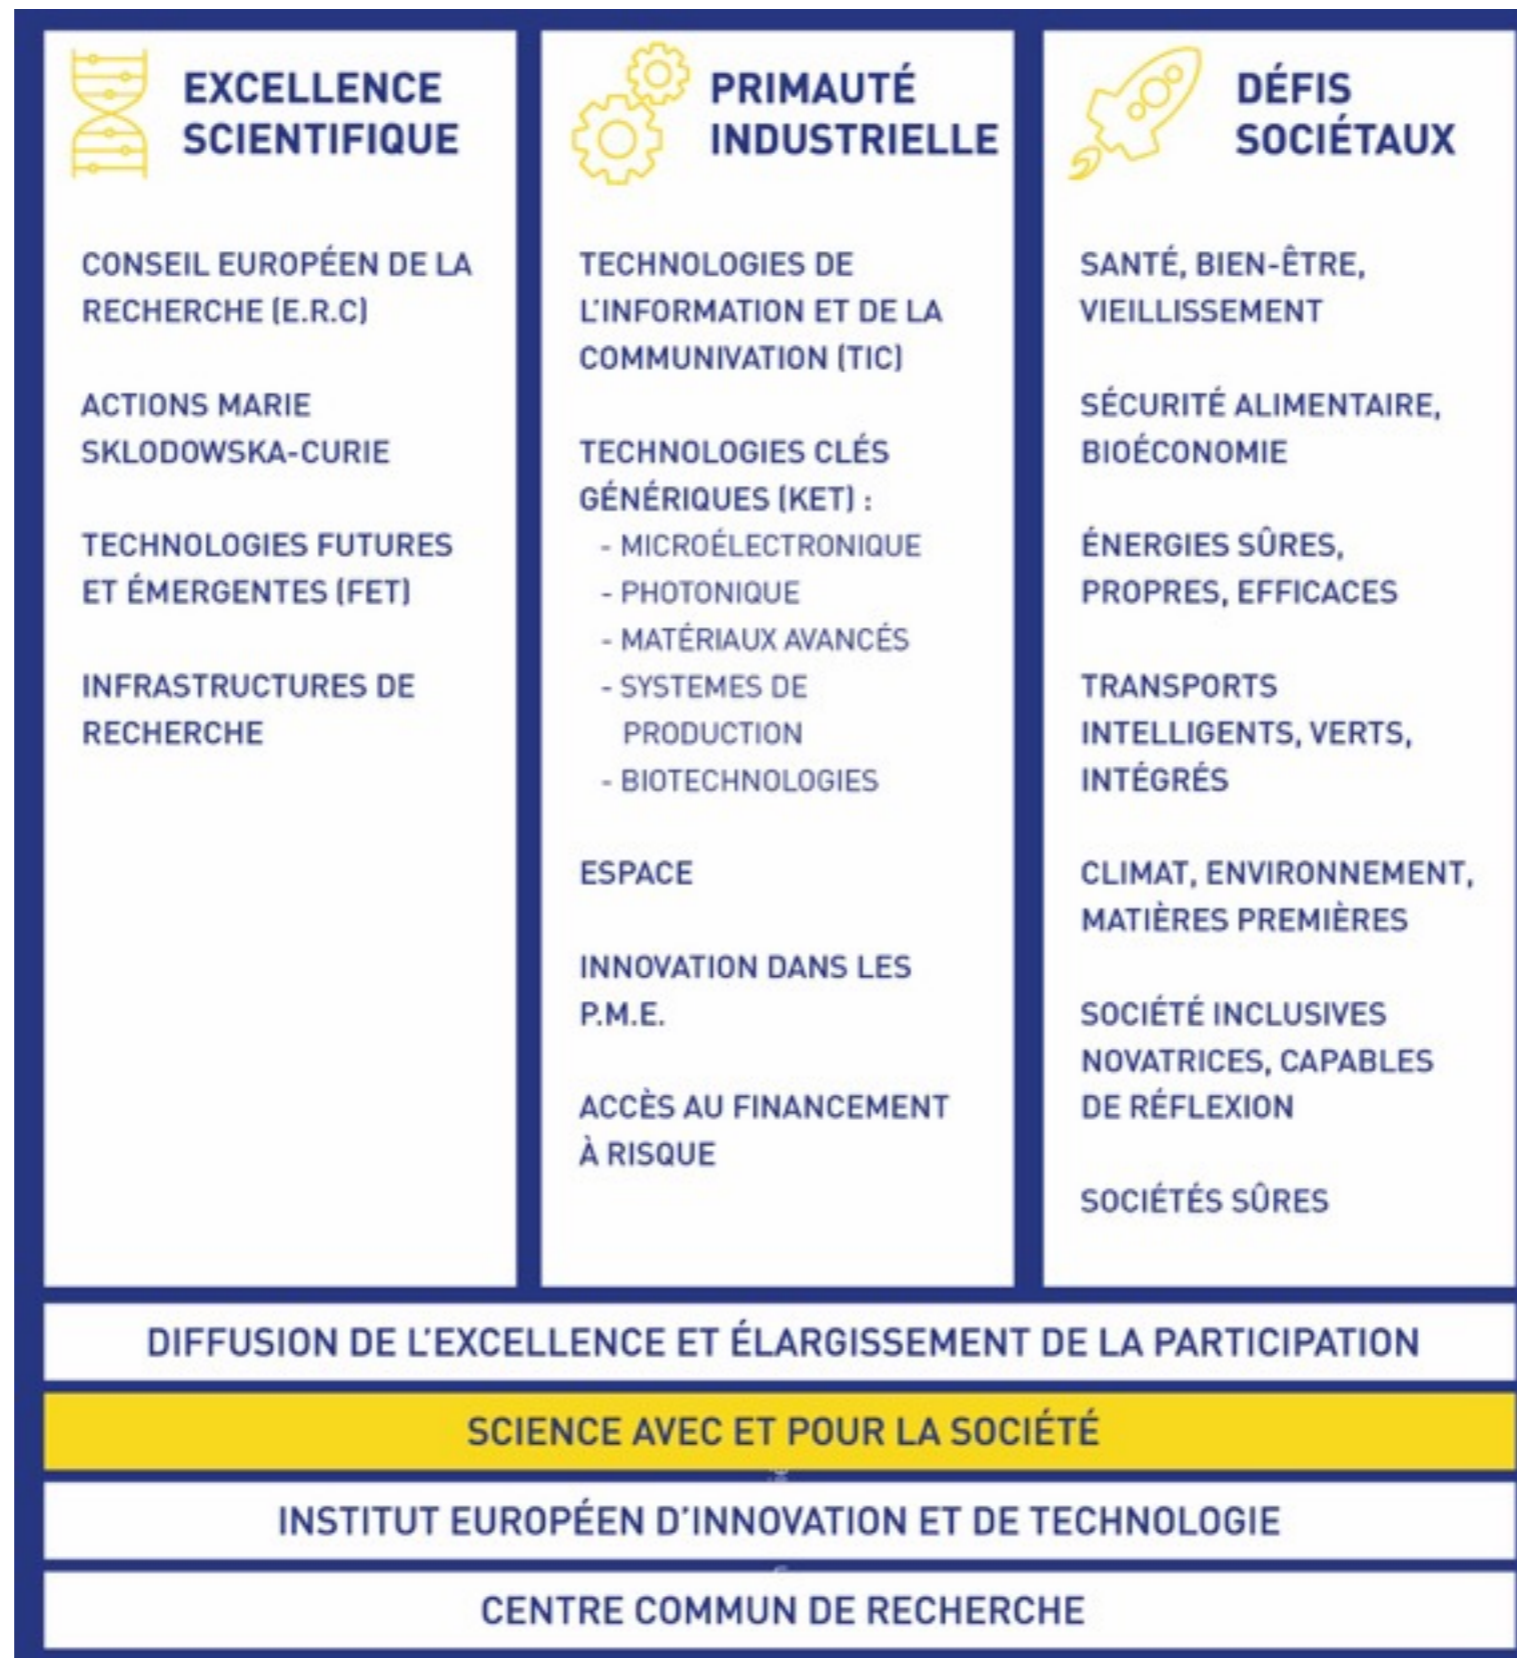 EXCELLENCE
SCIENTIFIQUE
CONSEIL EUROPÉEN DE LA
RECHERCHE (E.R.C)
ACTIONS MARIE
SKLODOWSKA-CURIE
TECHNOLOGIES FUTURES
ET ÉMERGENTES (FET)
INFRASTRUCTURES DE
RECHERCHE
PRIMAUTÉ
INDUSTRIELLE
TECHNOLOGIES DE
L'INFORMATION ET DE LA
COMMUNIVATION (TIC)
TECHNOLOGIES CLÉS
GÉNÉRIQUES (KET) :
- MICROÉLECTRONIQUE
- PHOTONIQUE
- MATÉRIAUX AVANCÉS
- SYSTEMES DE
PRODUCTION
- BIOTECHNOLOGIES
ESPACE
INNOVATION DANS LES
P.M.E.
ACCÈS AU FINANCEMENT
À RISQUE
DÉFIS
SOCIÉTAUX
SANTÉ, BIEN-ÊTRE,
VIEILLISSEMENT
SÉCURITÉ ALIMENTAIRE,
BIOÉCONOMIE
ÉNERGIES SÛRES,
PROPRES, EFFICACES
TRANSPORTS
INTELLIGENTS, VERTS,
INTÉGRÉS
CLIMAT, ENVIRONNEMENT,
MATIÈRES PREMIÈRES
SOCIÉTÉ INCLUSIVES
NOVATRICES, CAPABLES
DE RÉFLEXION
SOCIÉTÉS SÛRES
DIFFUSION DE L'EXCELLENCE ET ÉLARGISSEMENT DE LA PARTICIPATION
SCIENCE AVEC ET POUR LA SOCIÉTÉ
INSTITUT EUROPÉEN D'INNOVATION ET DE TECHNOLOGIE
CENTRE COMMUN DE RECHERCHE